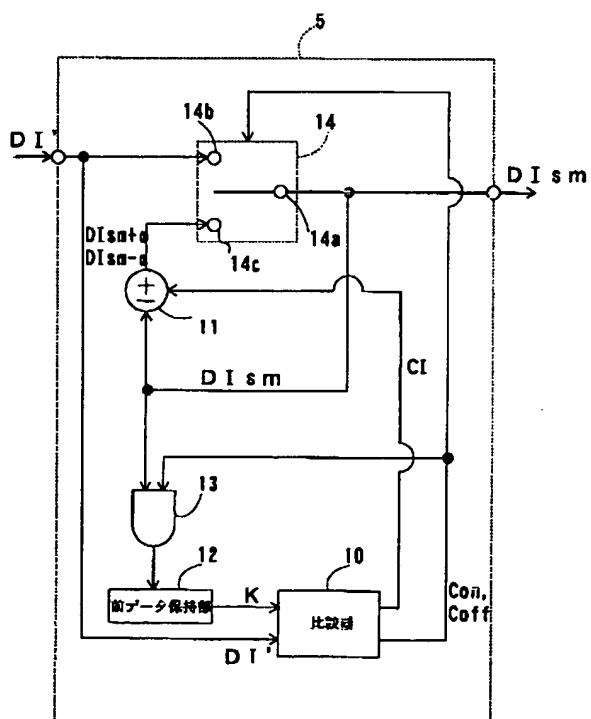 5
14b
14
DI'
DIsm
14a
DIsm+a
DIsm-a
14c
+
−
11
CI
DIsm
13
12
10
前データ保持部
K
比較器
Con,
Coff
DI'